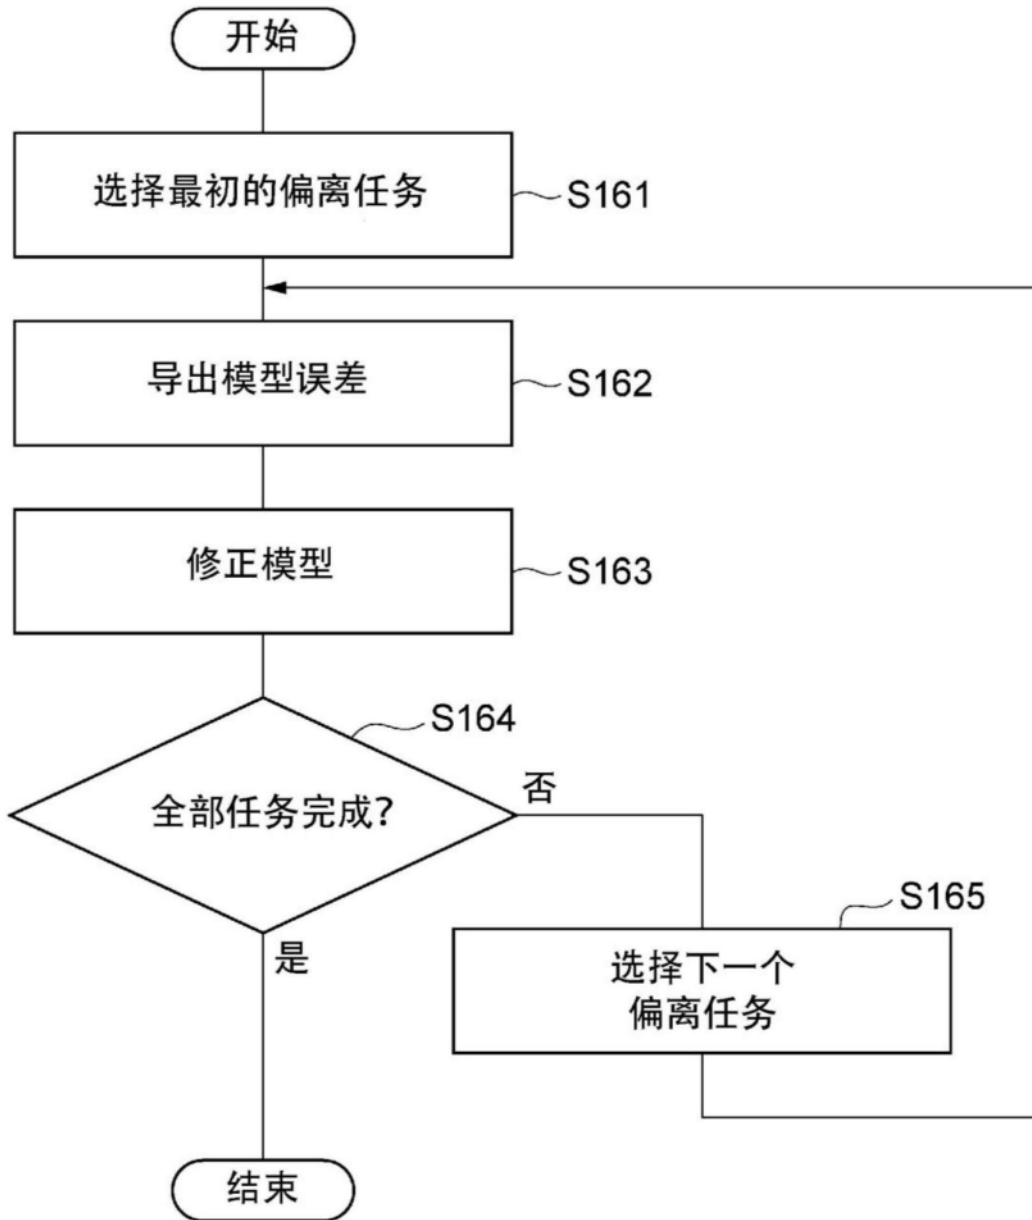 开始
选择最初的偏离任务
S161
导出模型误差
S162
修正模型
S163
S164
全部任务完成？
否
是
S165
选择下一个
偏离任务
结束